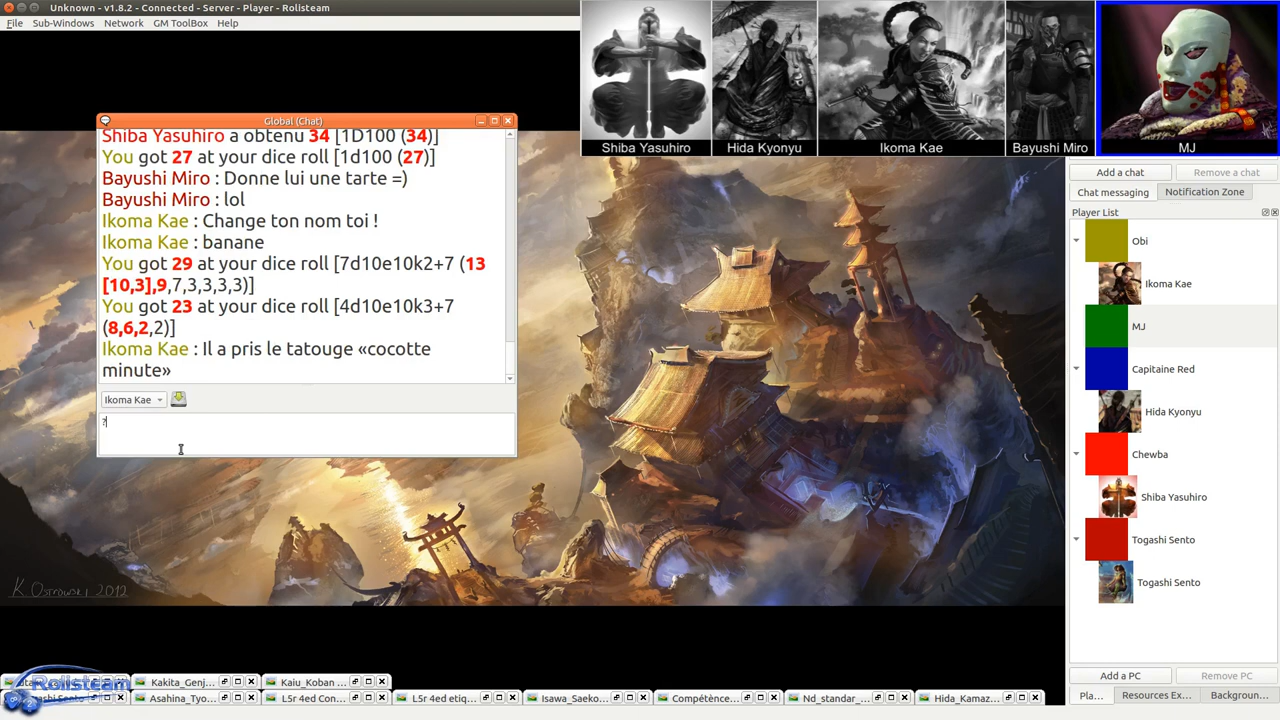 Unknown - v1.8.2 - Connected - Server - Player - Rolisteam
File Sub-Windows Network GM ToolBox Help
Shiba Yasuhiro Hida Kyonyu Ikoma Kae Bayushi Miro MJ
Global (Chat)
Shiba Yasuhiro a obtenu 34 [1D100 (34)]
You got 27 at your dice roll [1d100 (27)]
Bayushi Miro : Donne lui une tarte =)
Bayushi Miro : lol
Ikoma Kae : Change ton nom toi !
Ikoma Kae : banane
You got 29 at your dice roll [7d10e10k2+7 (13
[10,3],9,7,3,3,3,3)]
You got 23 at your dice roll [4d10e10k3+7
(8,6,2,2)]
Ikoma Kae : Il a pris le tatouge «cocotte
minute»
Ikoma Kae
?
Add a chat Remove a chat
Chat messaging Notification Zone
Player List
Obi
Ikoma Kae
MJ
Capitaine Red
Hida Kyonyu
Chewba
Shiba Yasuhiro
Togashi Sento
Togashi Sento
Add a PC Remove PC
Pla... Resources Ex... Backgroun...
K Ostrowski 2012
Rolisteam
Kakita_Genj... Kaiu_Koban ...
Asahina_Tyo... L5r 4ed Con... L5r 4ed etiq... Isawa_Saeko... Compétence... Nd_standar_... Hida_Kamaz...